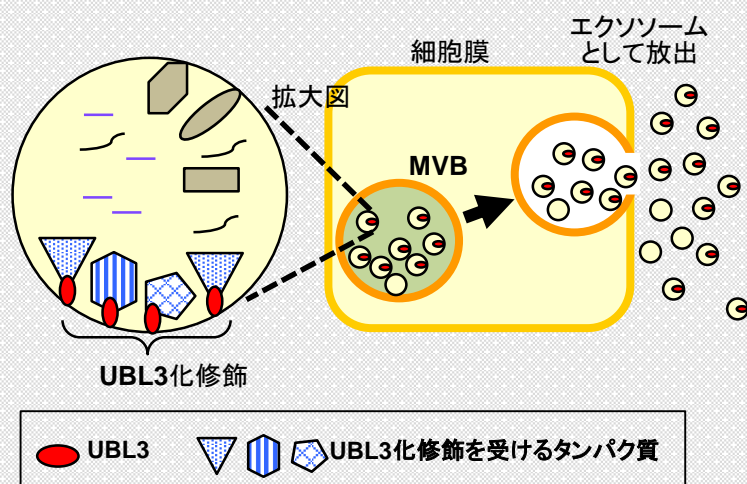 エクソソーム
として放出
細胞膜
拡大図
MVB
UBL3化修飾
UBL3
UBL3化修飾を受けるタンパク質